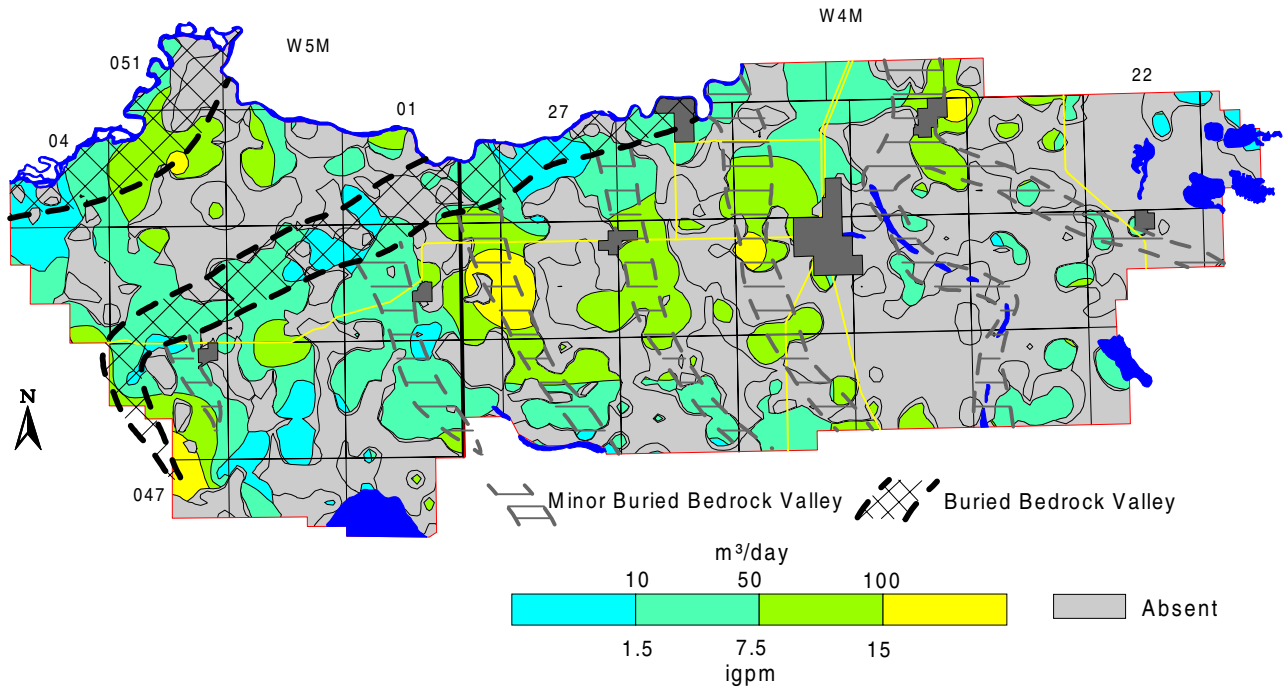 W4M
W5M
051
22
01
27
04
N
047
Minor Buried Bedrock Valley
Buried Bedrock Valley
m³/day
10 50 100
Absent
1.5 7.5 15
igpm